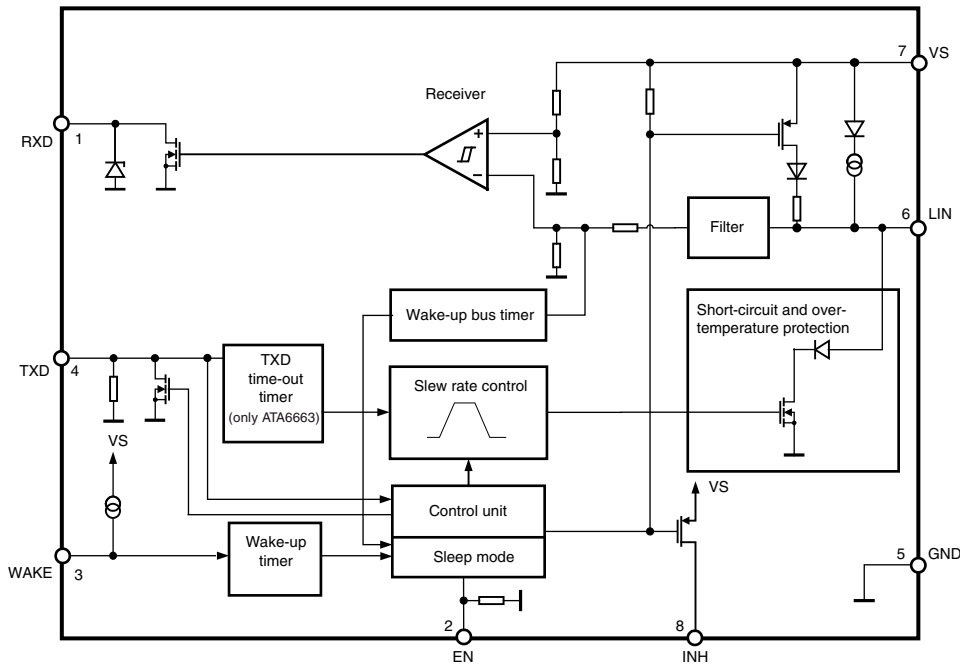 7
VS
Receiver
RXD
1
+
−
6
LIN
Filter
Short-circuit and over-
temperature protection
Wake-up bus timer
TXD
4
TXD
time-out
timer
(only ATA6663)
Slew rate control
VS
VS
Control unit
Wake-up
timer
Sleep mode
WAKE
3
5
GND
2
EN
8
INH